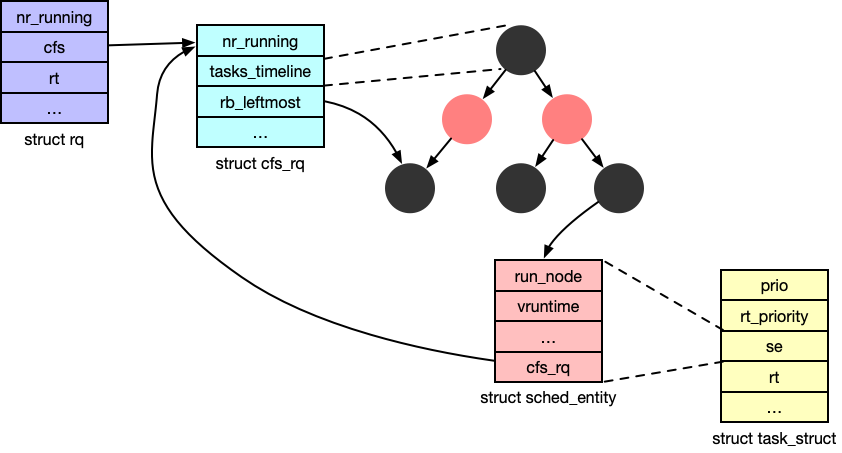 nr_running
cfs
rt
...
struct rq
nr_running
tasks_timeline
rb_leftmost
...
struct cfs_rq
run_node
vruntime
...
cfs_rq
struct sched_entity
prio
rt_priority
se
rt
...
struct task_struct